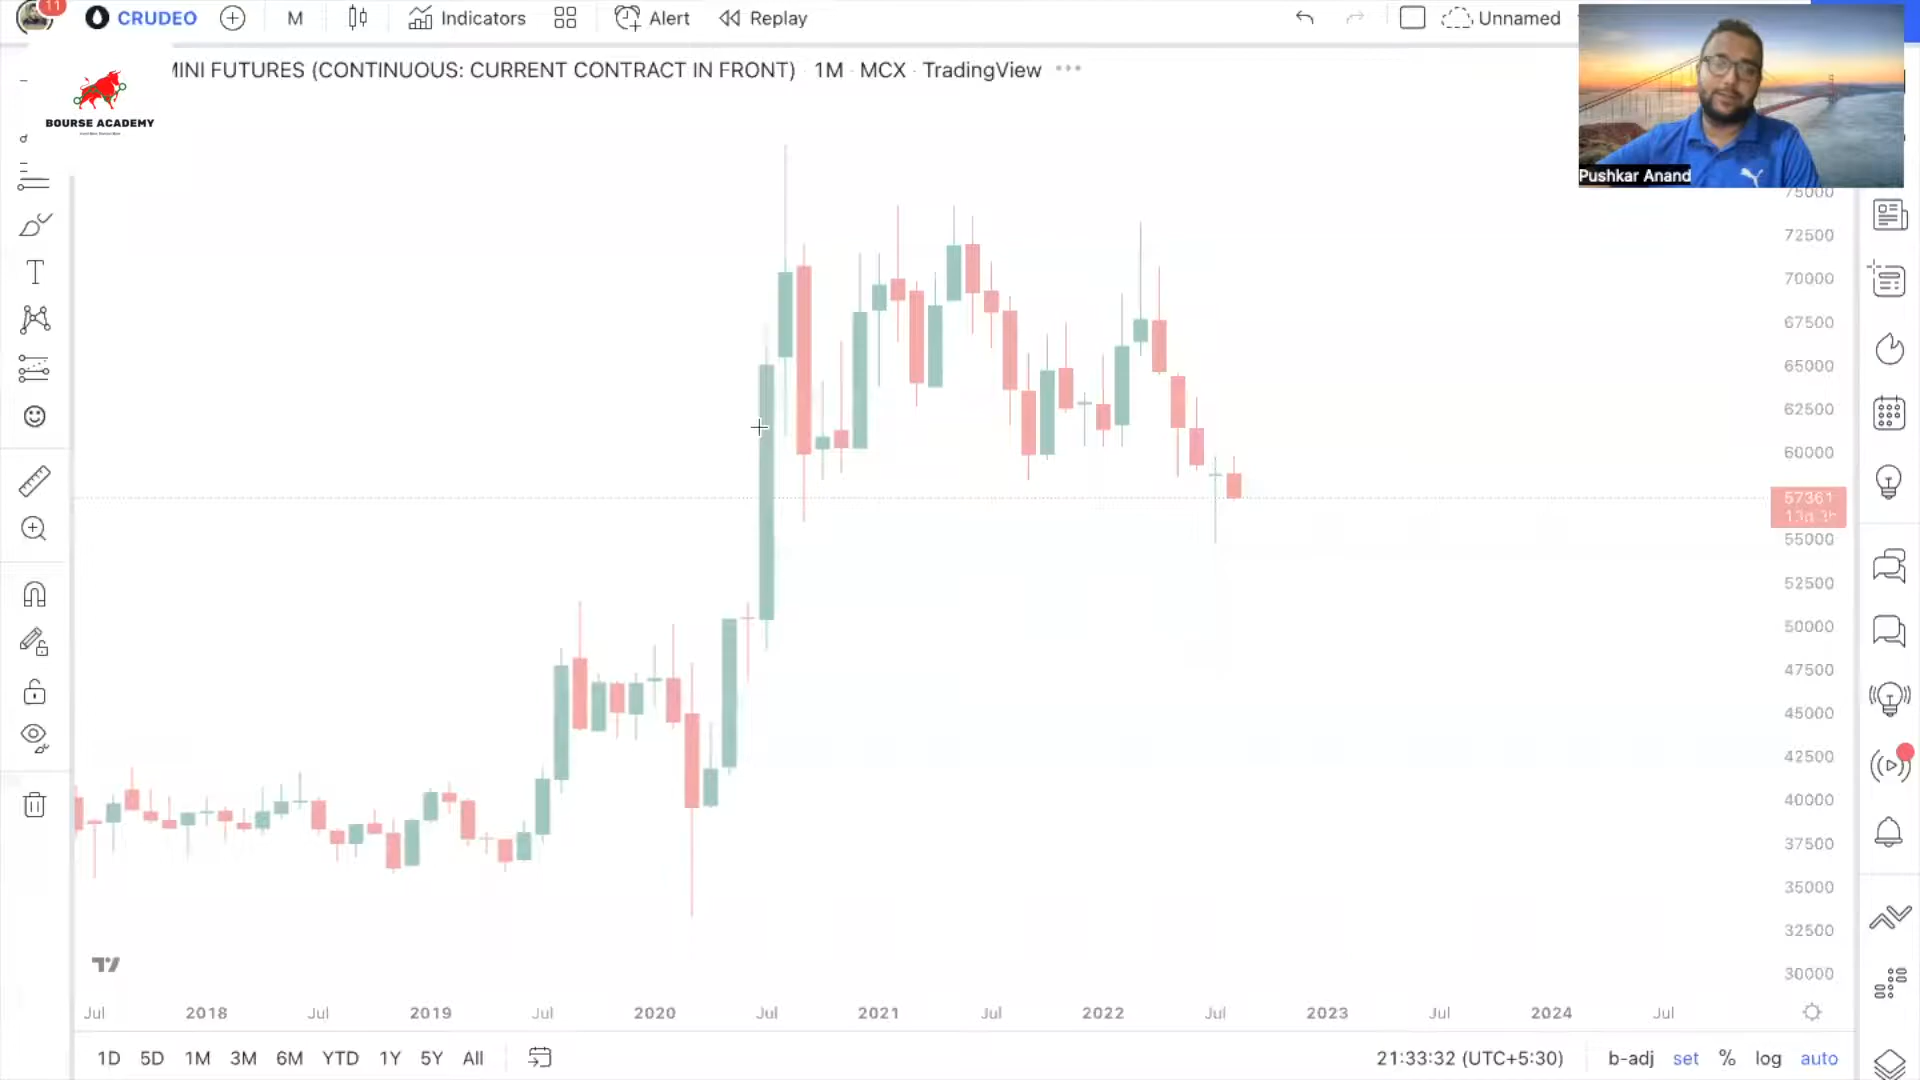 11
CRUDEO
M
Indicators
Alert
Replay
Unnamed
MINI FUTURES (CONTINUOUS: CURRENT CONTRACT IN FRONT) · 1M · MCX · TradingView
BOURSE ACADEMY
Pushkar Anand
75000
72500
70000
67500
65000
62500
60000
57361
13d 3h
55000
52500
50000
47500
45000
42500
40000
37500
35000
32500
30000
Jul 2018 Jul 2019 Jul 2020 Jul 2021 Jul 2022 Jul 2023 Jul 2024 Jul
1D 5D 1M 3M 6M YTD 1Y 5Y All
21:33:32 (UTC+5:30) b-adj set % log auto